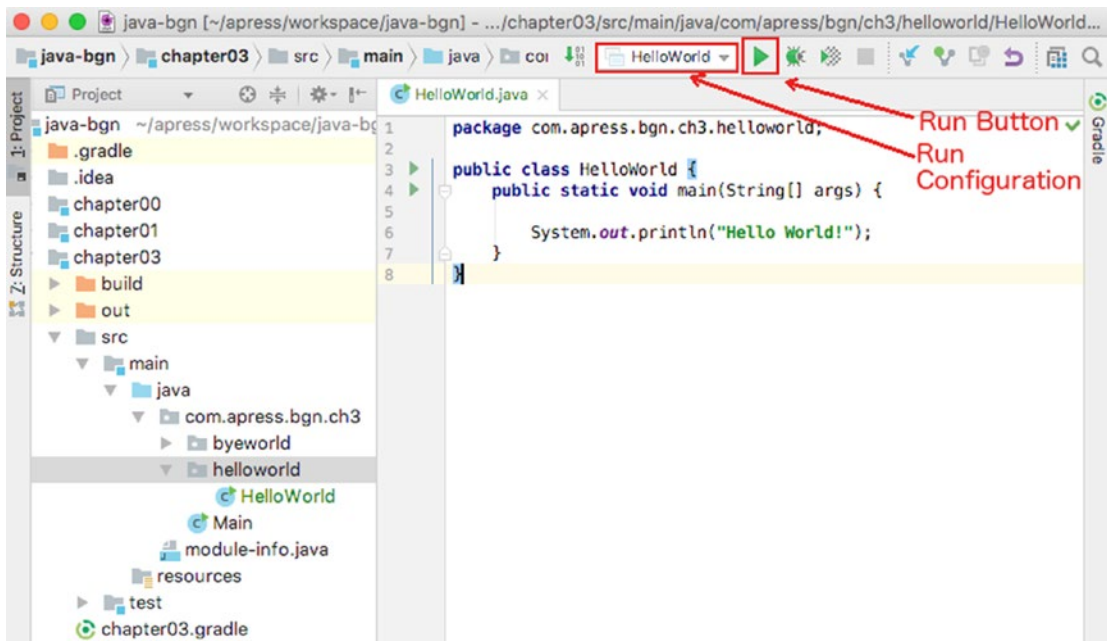 java-bgn [~/apress/workspace/java-bgn] - .../chapter03/src/main/java/com/apress/bgn/ch3/helloworld/HelloWorld...
java-bgn chapter03 src main java HelloWorld
Project
HelloWorld.java
1: Project
Z: Structure
Gradle
java-bgn ~/apress/workspace/java-bg
.gradle
.idea
chapter00
chapter01
chapter03
build
out
src
main
java
com.apress.bgn.ch3
byeworld
helloworld
HelloWorld
Main
module-info.java
resources
test
chapter03.gradle
1 package com.apress.bgn.ch3.helloworld;
2
3 public class HelloWorld {
4 public static void main(String[] args) {
5
6 System.out.println("Hello World!");
7 }
8 }
Run Button
Run
Configuration